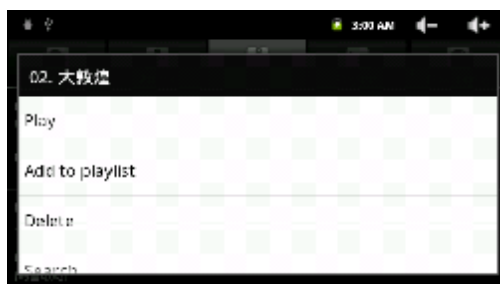 3:00 AM
02. 大敦煌
Play
Add to playlist
Delete
Search